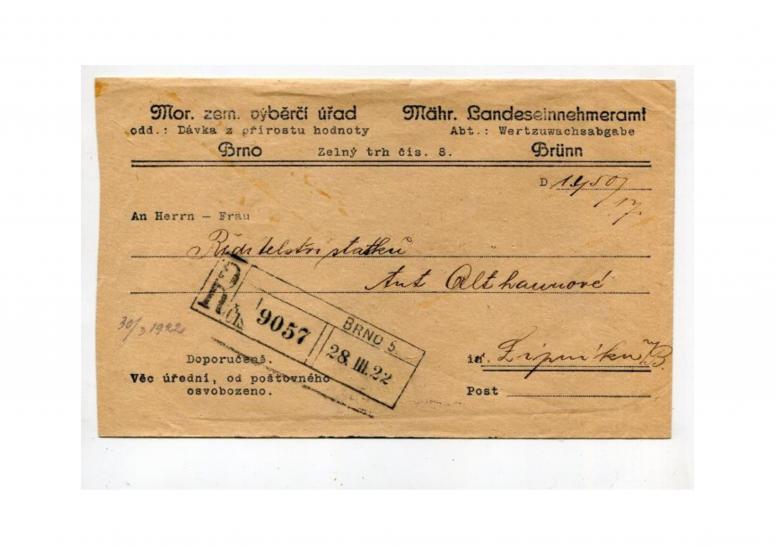 Mor. zem. výběrčí úřad Mähr. Landeseinnehmeramt
odd.: Dávka z přírostu hodnoty Abt.: Wertzuwachsabgabe
Brno Zelný trh čís. 8. Brünn
D
An Herrn — Frau
Ředitelství statků
Ant Althannové
R 9057 BRNO 5
28. III. 22
30/3 1922
Doporučeně. in Lipníku n/B.
Věc úřední, od poštovného
osvobozeno. Post